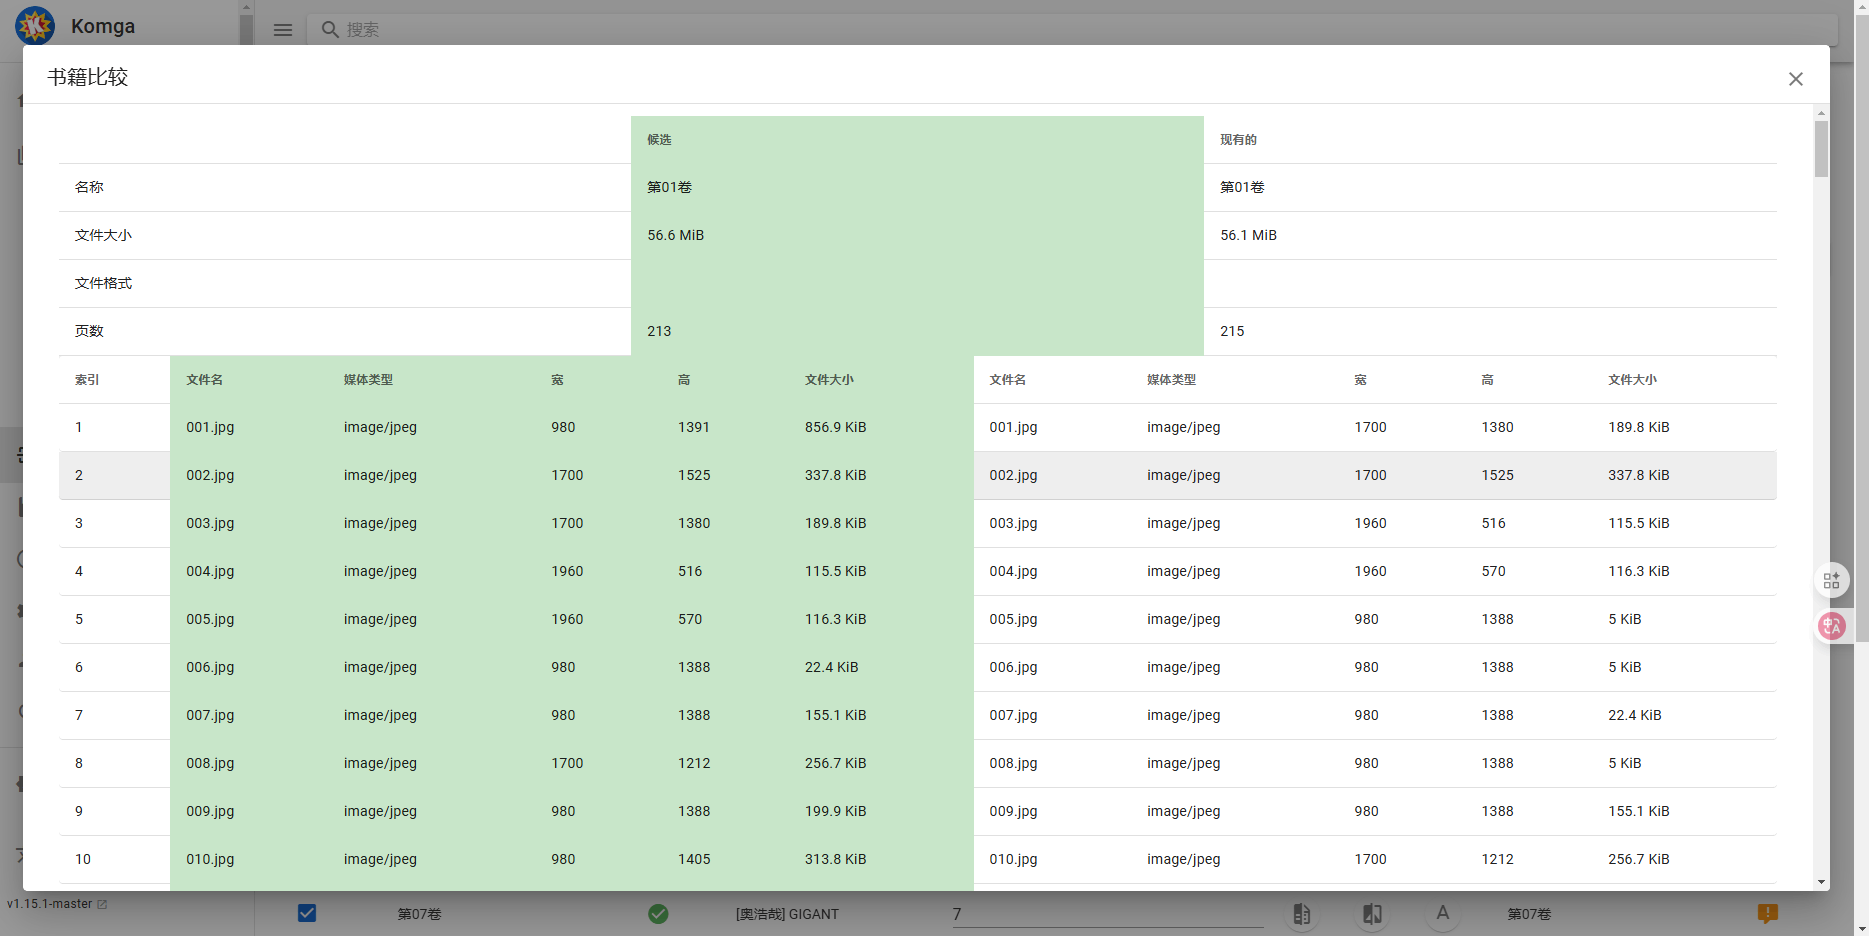 Komga
搜索
书籍比较
候选 现有的
名称 第01卷 第01卷
文件大小 56.6 MiB 56.1 MiB
文件格式
页数 213 215
索引 文件名 媒体类型 宽 高 文件大小 文件名 媒体类型 宽 高 文件大小
1 001.jpg image/jpeg 980 1391 856.9 KiB 001.jpg image/jpeg 1700 1380 189.8 KiB
2 002.jpg image/jpeg 1700 1525 337.8 KiB 002.jpg image/jpeg 1700 1525 337.8 KiB
3 003.jpg image/jpeg 1700 1380 189.8 KiB 003.jpg image/jpeg 1960 516 115.5 KiB
4 004.jpg image/jpeg 1960 516 115.5 KiB 004.jpg image/jpeg 1960 570 116.3 KiB
5 005.jpg image/jpeg 1960 570 116.3 KiB 005.jpg image/jpeg 980 1388 5 KiB
6 006.jpg image/jpeg 980 1388 22.4 KiB 006.jpg image/jpeg 980 1388 5 KiB
7 007.jpg image/jpeg 980 1388 155.1 KiB 007.jpg image/jpeg 980 1388 22.4 KiB
8 008.jpg image/jpeg 1700 1212 256.7 KiB 008.jpg image/jpeg 980 1388 5 KiB
9 009.jpg image/jpeg 980 1388 199.9 KiB 009.jpg image/jpeg 980 1388 155.1 KiB
10 010.jpg image/jpeg 980 1405 313.8 KiB 010.jpg image/jpeg 1700 1212 256.7 KiB
v1.15.1-master
第07卷 [奥浩哉] GIGANT 7 A 第07卷